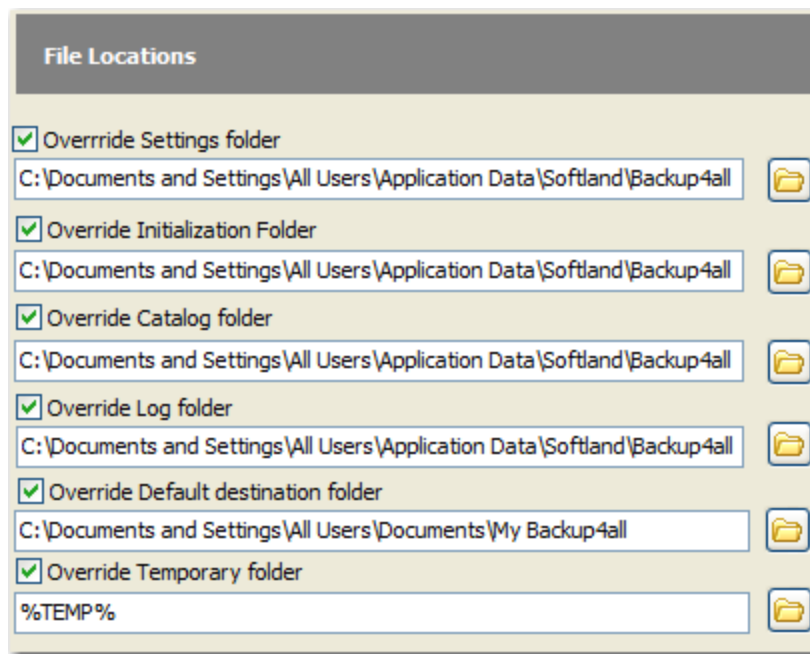 File Locations
Overrride Settings folder
C:\Documents and Settings\All Users\Application Data\Softland\Backup4all
Override Initialization Folder
C:\Documents and Settings\All Users\Application Data\Softland\Backup4all
Override Catalog folder
C:\Documents and Settings\All Users\Application Data\Softland\Backup4all
Override Log folder
C:\Documents and Settings\All Users\Application Data\Softland\Backup4all
Override Default destination folder
C:\Documents and Settings\All Users\Documents\My Backup4all
Override Temporary folder
%TEMP%